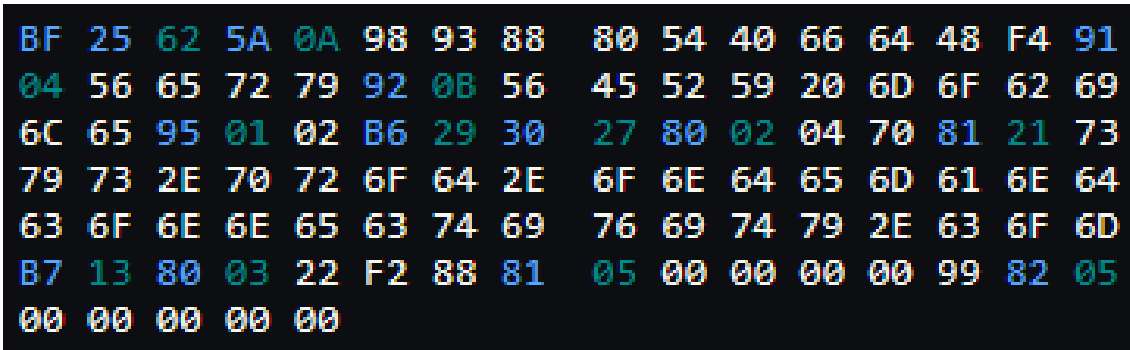 BF 25 62 5A 0A 98 93 88 80 54 40 66 64 48 F4 91
04 56 65 72 79 92 0B 56 45 52 59 20 6D 6F 62 69
6C 65 95 01 02 B6 29 30 27 80 02 04 70 81 21 73
79 73 2E 70 72 6F 64 2E 6F 6E 64 65 6D 61 6E 64
63 6F 6E 6E 65 63 74 69 76 69 74 79 2E 63 6F 6D
B7 13 80 03 22 F2 88 81 05 00 00 00 00 99 82 05
00 00 00 00 00